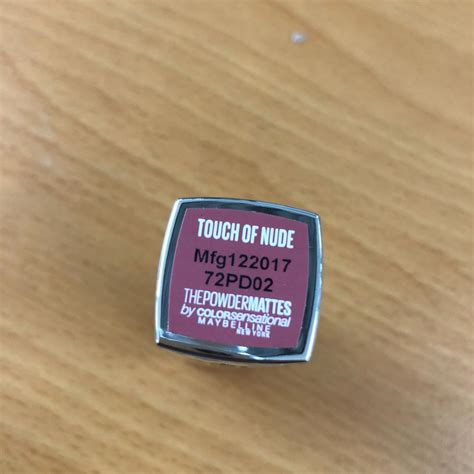 TOUCH OF NUDE
Mfg122017
72PD02
THEPOWDERMATTES
by COLORsensational
MAYBELLINE
NEW YORK